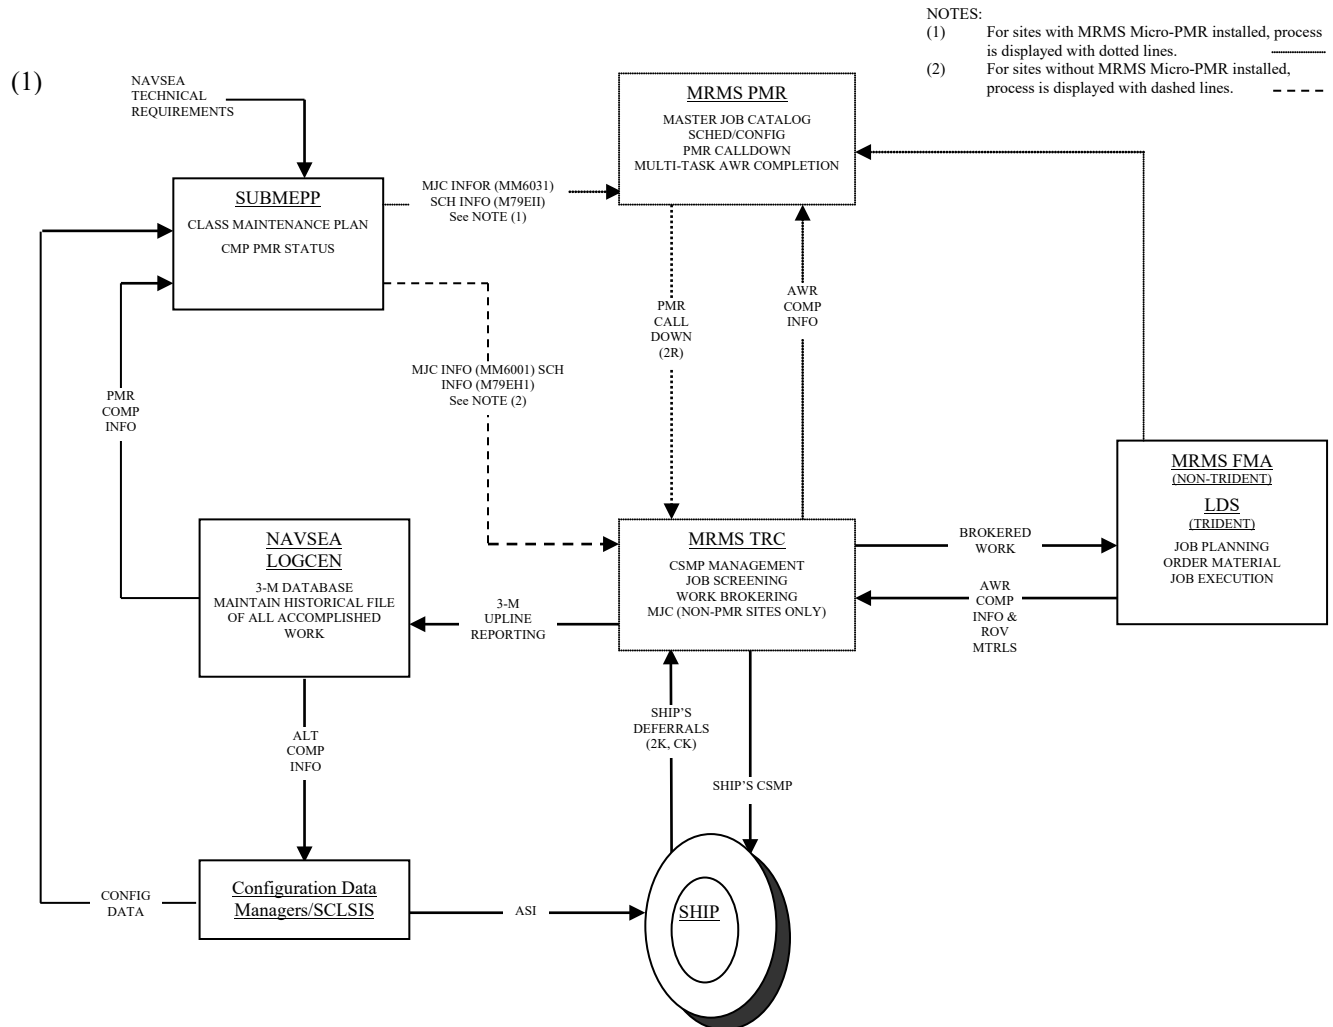 NOTES:
(1) For sites with MRMS Micro-PMR installed, process
is displayed with dotted lines.
(2) For sites without MRMS Micro-PMR installed,
process is displayed with dashed lines.
(1)
NAVSEA
TECHNICAL
REQUIREMENTS
MRMS PMR
MASTER JOB CATALOG
SCHED/CONFIG
PMR CALLDOWN
MULTI-TASK AWR COMPLETION
SUBMEPP
CLASS MAINTENANCE PLAN
CMP PMR STATUS
MJC INFOR (MM6031)
SCH INFO (M79EII)
See NOTE (1)
PMR
CALL
DOWN
(2R)
AWR
COMP
INFO
MJC INFO (MM6001) SCH
INFO (M79EH1)
See NOTE (2)
PMR
COMP
INFO
MRMS FMA
(NON-TRIDENT)
LDS
(TRIDENT)
JOB PLANNING
ORDER MATERIAL
JOB EXECUTION
NAVSEA
LOGCEN
3-M DATABASE
MAINTAIN HISTORICAL FILE
OF ALL ACCOMPLISHED
WORK
MRMS TRC
CSMP MANAGEMENT
JOB SCREENING
WORK BROKERING
MJC (NON-PMR SITES ONLY)
BROKERED
WORK
AWR
COMP
INFO &
ROV
MTRLS
3-M
UPLINE
REPORTING
SHIP'S
DEFERRALS
(2K, CK)
ALT
COMP
INFO
SHIP'S CSMP
CONFIG
DATA
Configuration Data
Managers/SCLSIS
ASI
SHIP